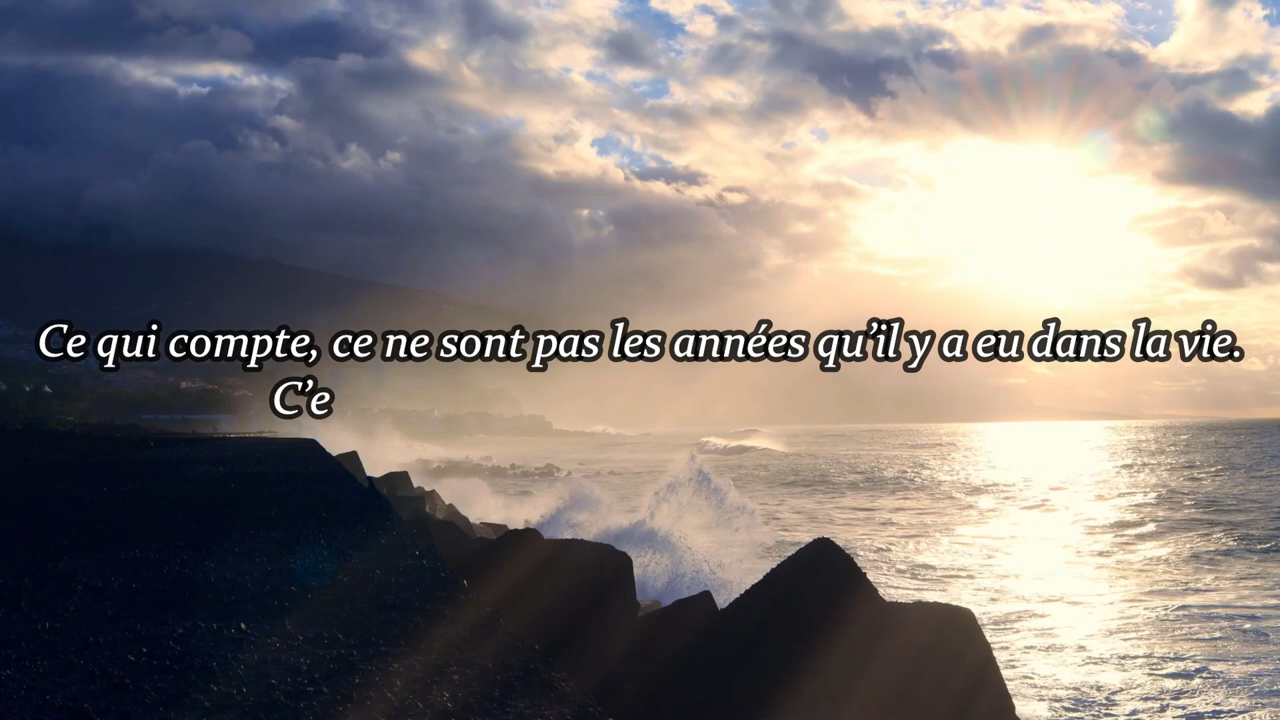 Ce qui compte, ce ne sont pas les années qu’il y a eu dans la vie.
C’e